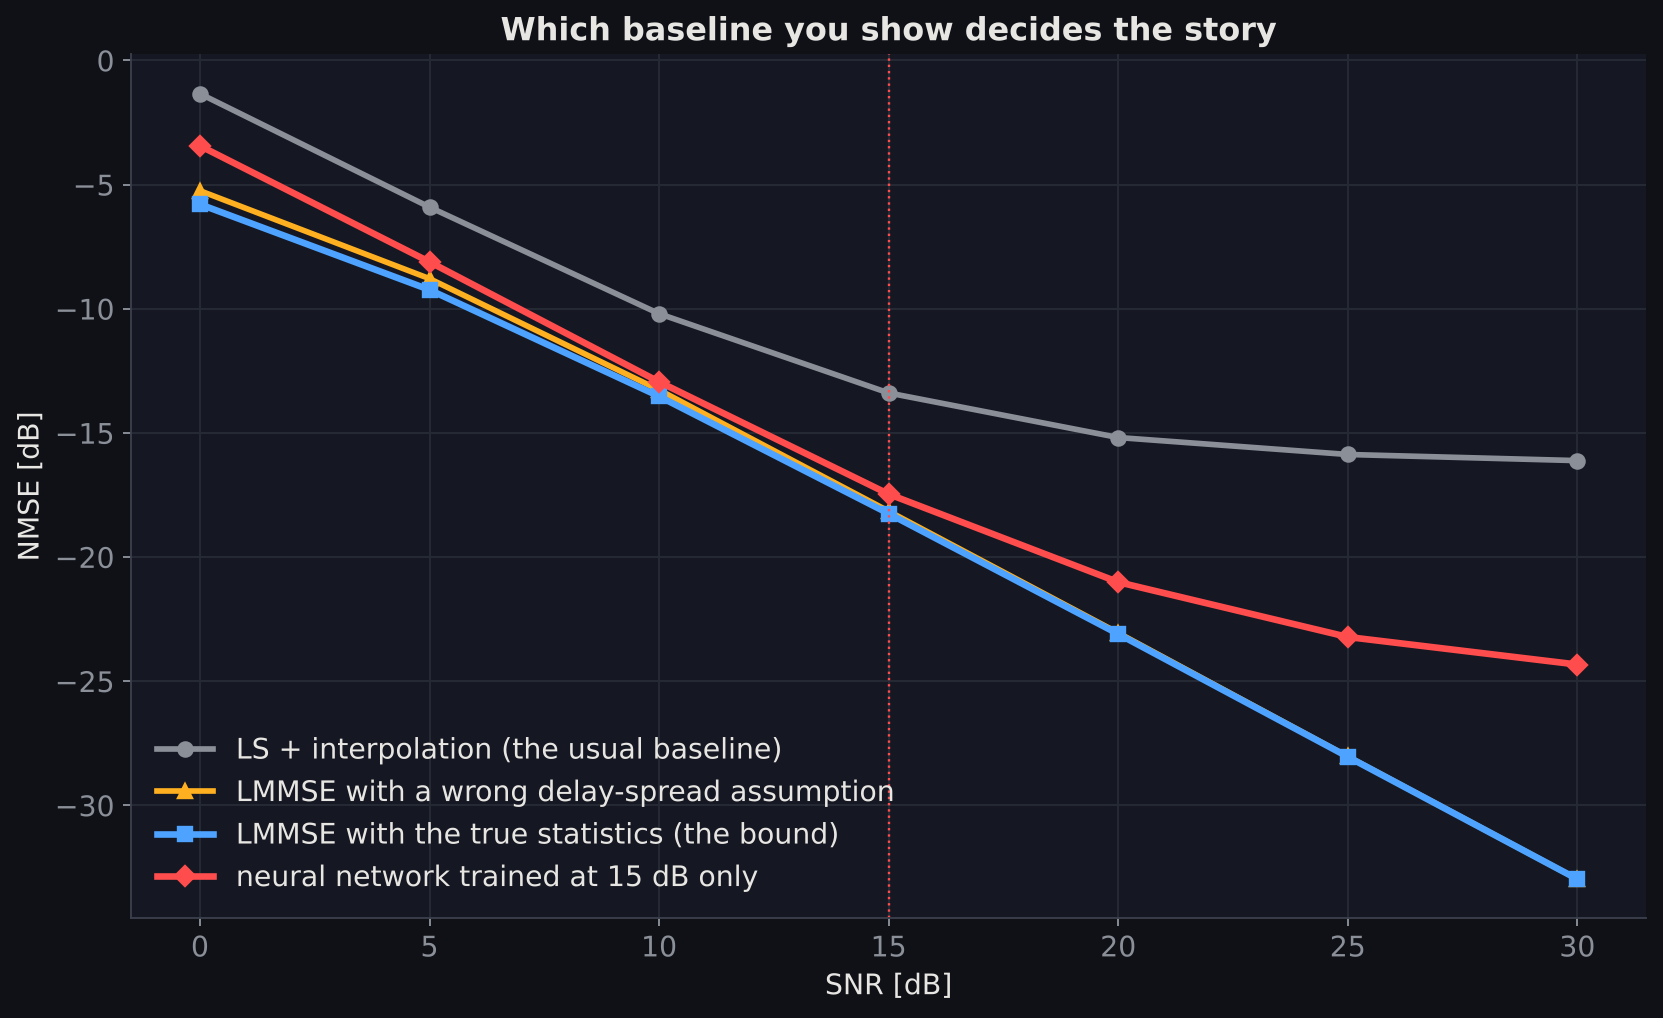 Which baseline you show decides the story
0
−5
−10
−15
−20
−25
−30
NMSE [dB]
LS + interpolation (the usual baseline)
LMMSE with a wrong delay-spread assumption
LMMSE with the true statistics (the bound)
neural network trained at 15 dB only
0 5 10 15 20 25 30
SNR [dB]